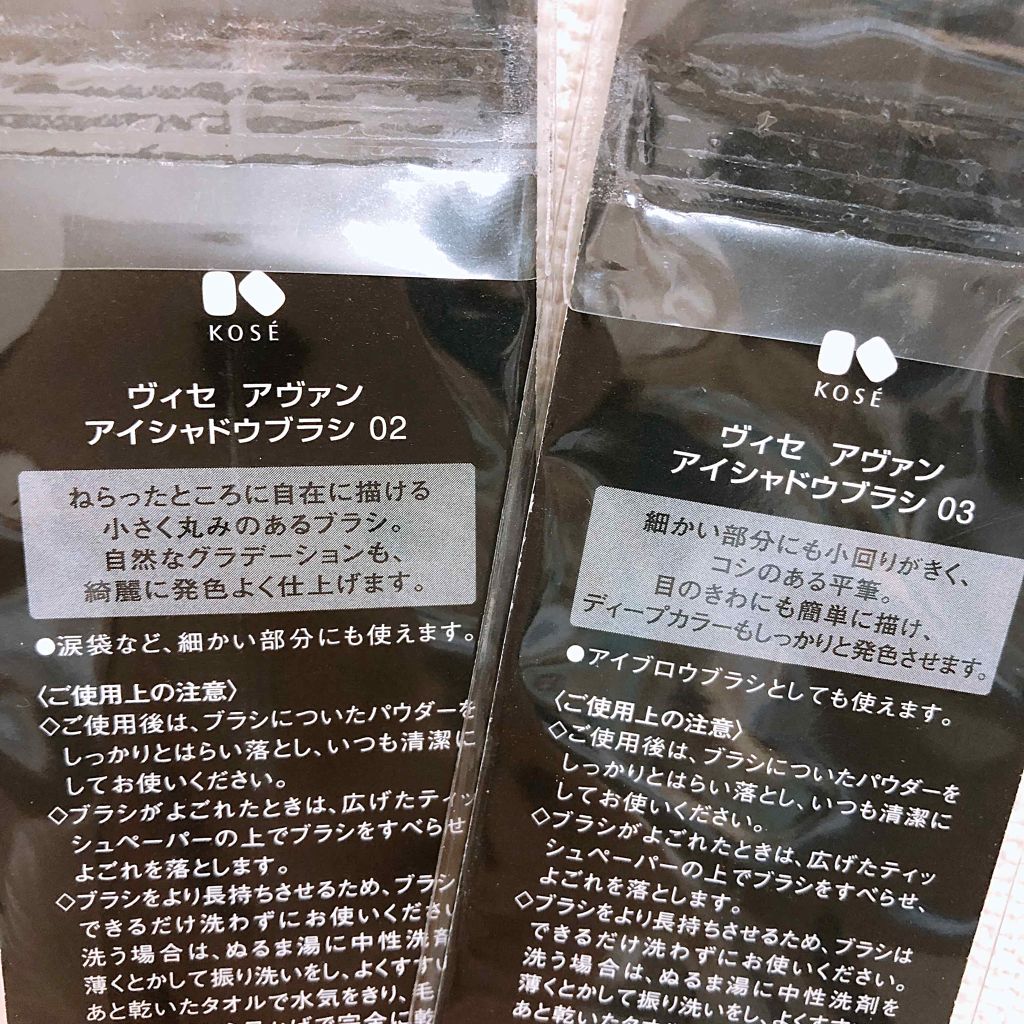 KOSÉ
ヴィセ アヴァン
アイシャドウブラシ 02
ねらったところに自在に描ける
小さく丸みのあるブラシ。
自然なグラデーションも、
綺麗に発色よく仕上げます。
●涙袋など、細かい部分にも使えます。
〈ご使用上の注意〉
◇ご使用後は、ブラシについたパウダーを
しっかりとはらい落とし、いつも清潔に
してお使いください。
◇ブラシがよごれたときは、広げたティッ
シュペーパーの上でブラシをすべらせ
よごれを落とします。
◇ブラシをより長持ちさせるため、ブラシ
できるだけ洗わずにお使いくださ
洗う場合は、ぬるま湯に中性洗剤
薄くとかして振り洗いをし、よくすす
あと乾いたタオルで水気をきり、毛
KOSÉ
ヴィセ アヴァン
アイシャドウブラシ 03
細かい部分にも小回りがきく、
コシのある平筆。
目のきわにも簡単に描け、
ディープカラーもしっかりと発色させます。
●アイブロウブラシとしても使えます。
〈ご使用上の注意〉
◇ご使用後は、ブラシについたパウダーを
しっかりとはらい落とし、いつも清潔に
してお使いください。
◇ブラシがよごれたときは、広げたティッ
シュペーパーの上でブラシをすべらせ、
よごれを落とします。
◇ブラシをより長持ちさせるため、ブラシは
できるだけ洗わずにお使いください。
洗う場合は、ぬるま湯に中性洗剤を
薄くとかして振り洗いをし、よくすすい
あと乾いたタオルで水気をき